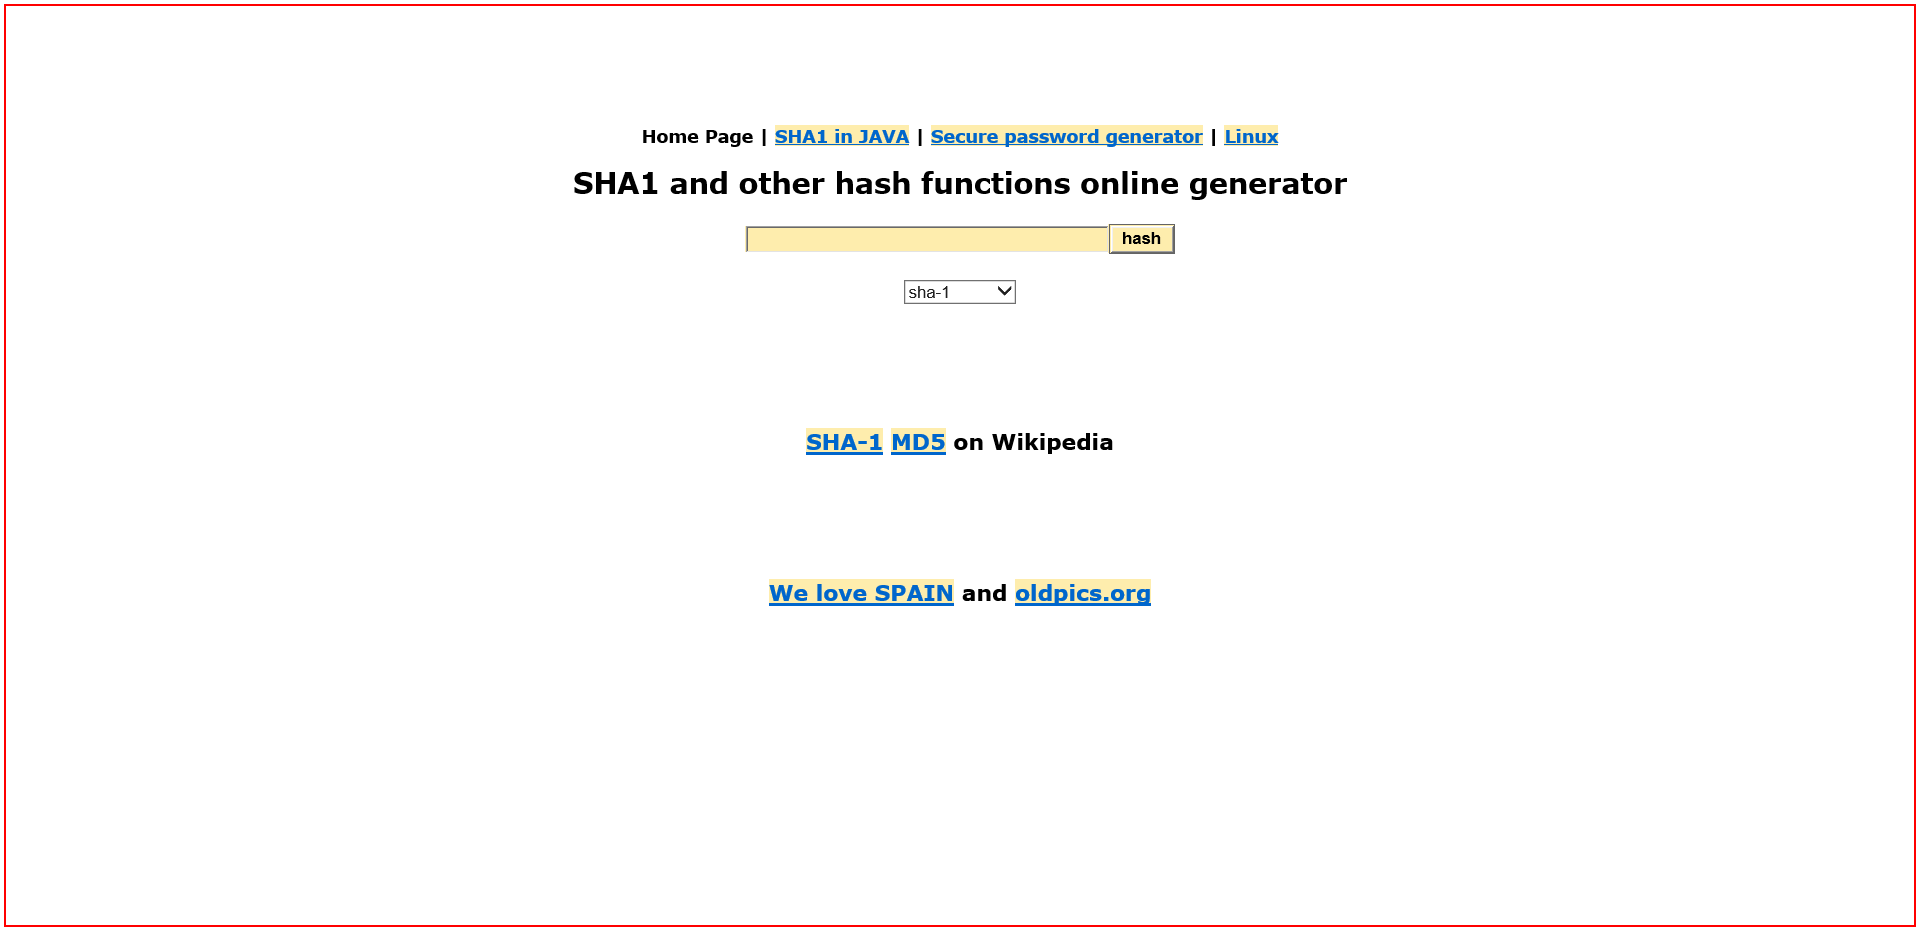 Home Page | SHA1 in JAVA | Secure password generator | Linux
SHA1 and other hash functions online generator
hash
sha-1
SHA-1 MD5 on Wikipedia
We love SPAIN and oldpics.org